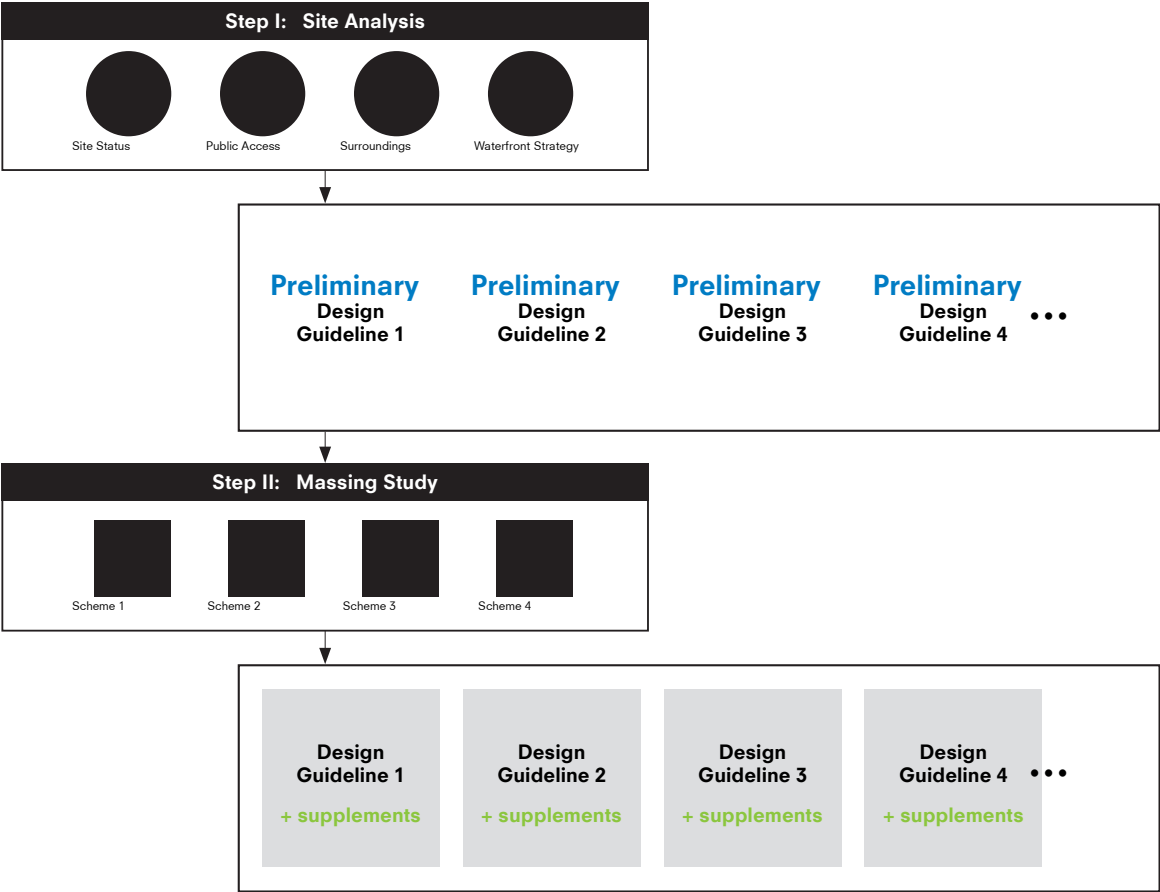 Step I: Site Analysis
Site Status
Public Access
Surroundings
Waterfront Strategy
Preliminary
Design
Guideline 1
Preliminary
Design
Guideline 2
Preliminary
Design
Guideline 3
Preliminary
Design
Guideline 4
•••
Step II: Massing Study
Scheme 1
Scheme 2
Scheme 3
Scheme 4
Design
Guideline 1
+ supplements
Design
Guideline 2
+ supplements
Design
Guideline 3
+ supplements
Design
Guideline 4
+ supplements
•••